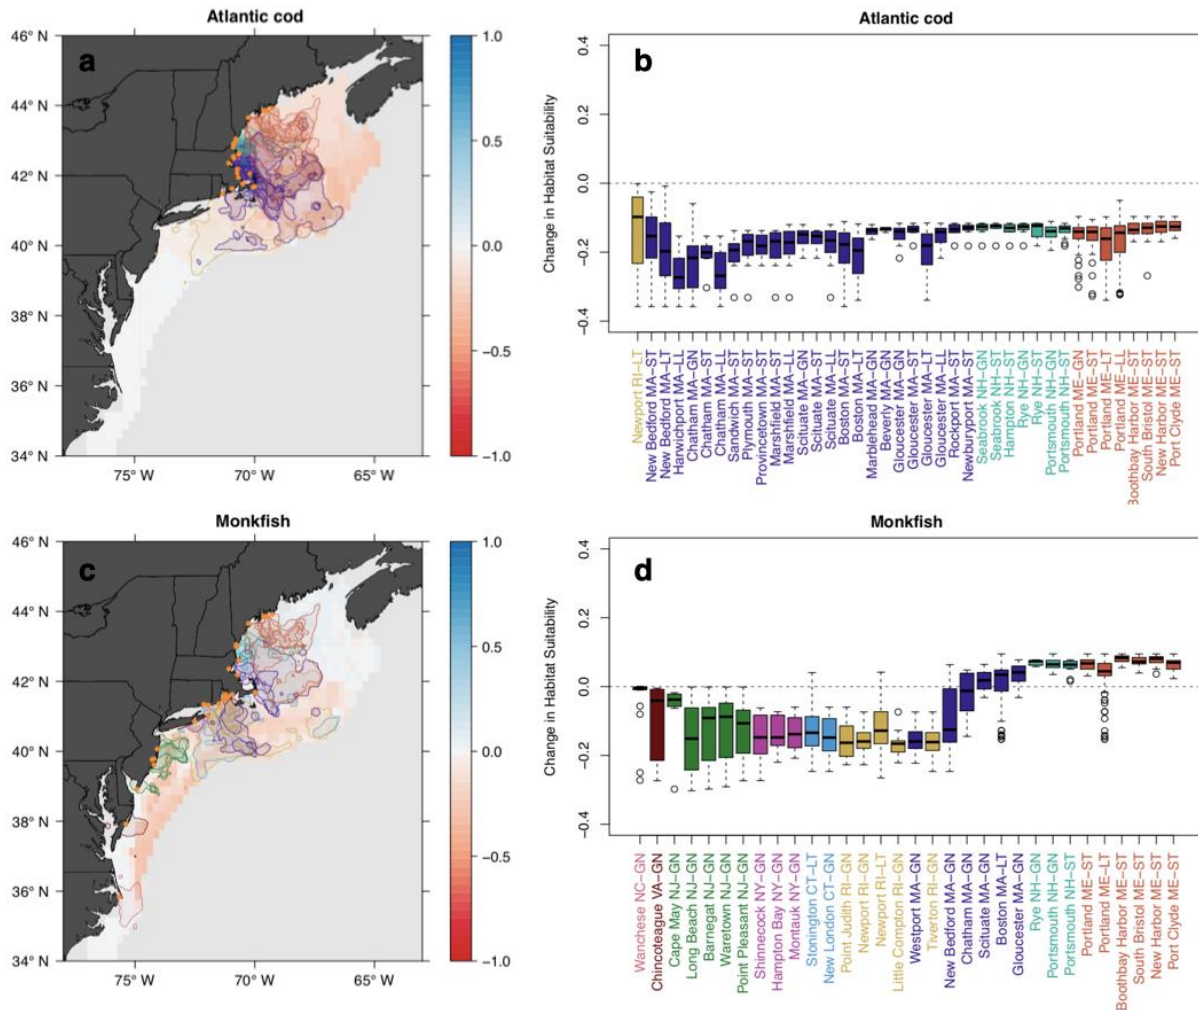 Atlantic cod
a
46° N
44° N
42° N
40° N
38° N
36° N
34° N
75°W
70°W
65°W
1.0
0.5
0.0
−0.5
−1.0
Atlantic cod
b
Change in Habitat Suitability
0.4
0.2
0.0
−0.2
−0.4
Newport RI−LT
New Bedford MA−ST
New Bedford MA−LT
Harwichport MA−LL
Chatham MA−GN
Chatham MA−ST
Chatham MA−LL
Sandwich MA−ST
Plymouth MA−ST
Provincetown MA−ST
Marshfield MA−ST
Marshfield MA−LL
Scituate MA−GN
Scituate MA−ST
Scituate MA−LL
Boston MA−ST
Boston MA−LT
Marblehead MA−GN
Beverly MA−GN
Gloucester MA−GN
Gloucester MA−ST
Gloucester MA−LT
Gloucester MA−LL
Rockport MA−ST
Newburyport MA−ST
Seabrook NH−GN
Seabrook NH−ST
Hampton NH−ST
Rye NH−GN
Rye NH−ST
Portsmouth NH−GN
Portsmouth NH−ST
Portland ME−GN
Portland ME−ST
Portland ME−LT
Portland ME−LL
Boothbay Harbor ME−ST
South Bristol ME−ST
New Harbor ME−ST
Port Clyde ME−ST
Monkfish
c
46° N
44° N
42° N
40° N
38° N
36° N
34° N
75°W
70°W
65°W
1.0
0.5
0.0
−0.5
−1.0
Monkfish
d
Change in Habitat Suitability
0.4
0.2
0.0
−0.2
−0.4
Wanchese NC−GN
Chincoteague VA−GN
Cape May NJ−GN
Long Beach NJ−GN
Barnegat NJ−GN
Waretown NJ−GN
Point Pleasant NJ−GN
Shinnecock NY−GN
Hampton Bay NY−GN
Montauk NY−GN
Stonington CT−LT
New London CT−GN
Point Judith RI−GN
Newport RI−GN
Newport RI−LT
Little Compton RI−GN
Westport MA−GN
Tiverton RI−GN
New Bedford MA−GN
Chatham MA−GN
Scituate MA−GN
Boston MA−LT
Gloucester MA−GN
Rye NH−GN
Portsmouth NH−GN
Portsmouth NH−ST
Portland ME−ST
Portland ME−LT
Boothbay Harbor ME−ST
South Bristol ME−ST
New Harbor ME−ST
Port Clyde ME−ST